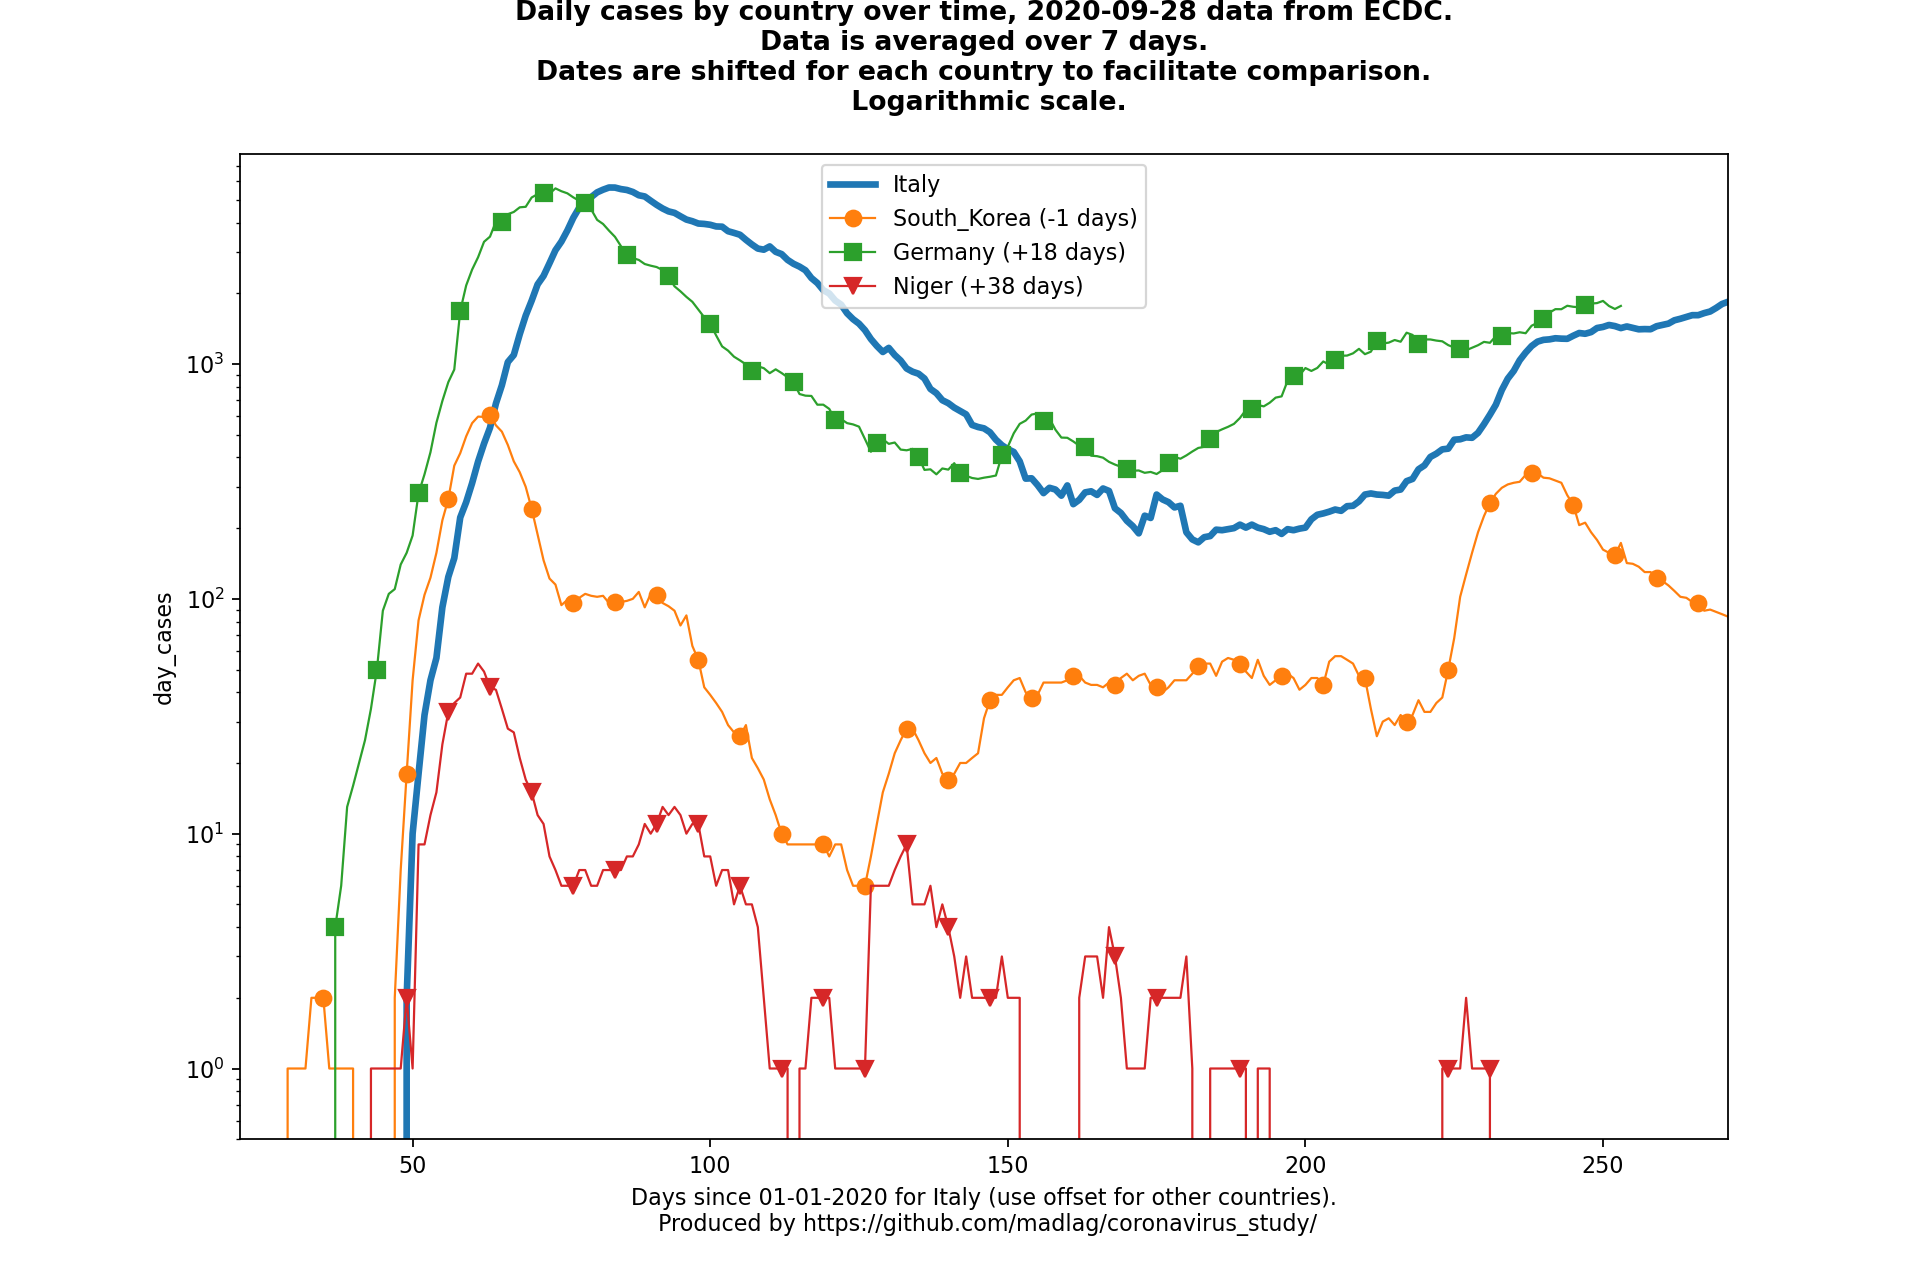 Daily cases by country over time, 2020-09-28 data from ECDC.
Data is averaged over 7 days.
Dates are shifted for each country to facilitate comparison.
Logarithmic scale.
Italy
South_Korea (-1 days)
Germany (+18 days)
Niger (+38 days)
day_cases
10³
10²
10¹
10⁰
50 100 150 200 250
Days since 01-01-2020 for Italy (use offset for other countries).
Produced by https://github.com/madlag/coronavirus_study/